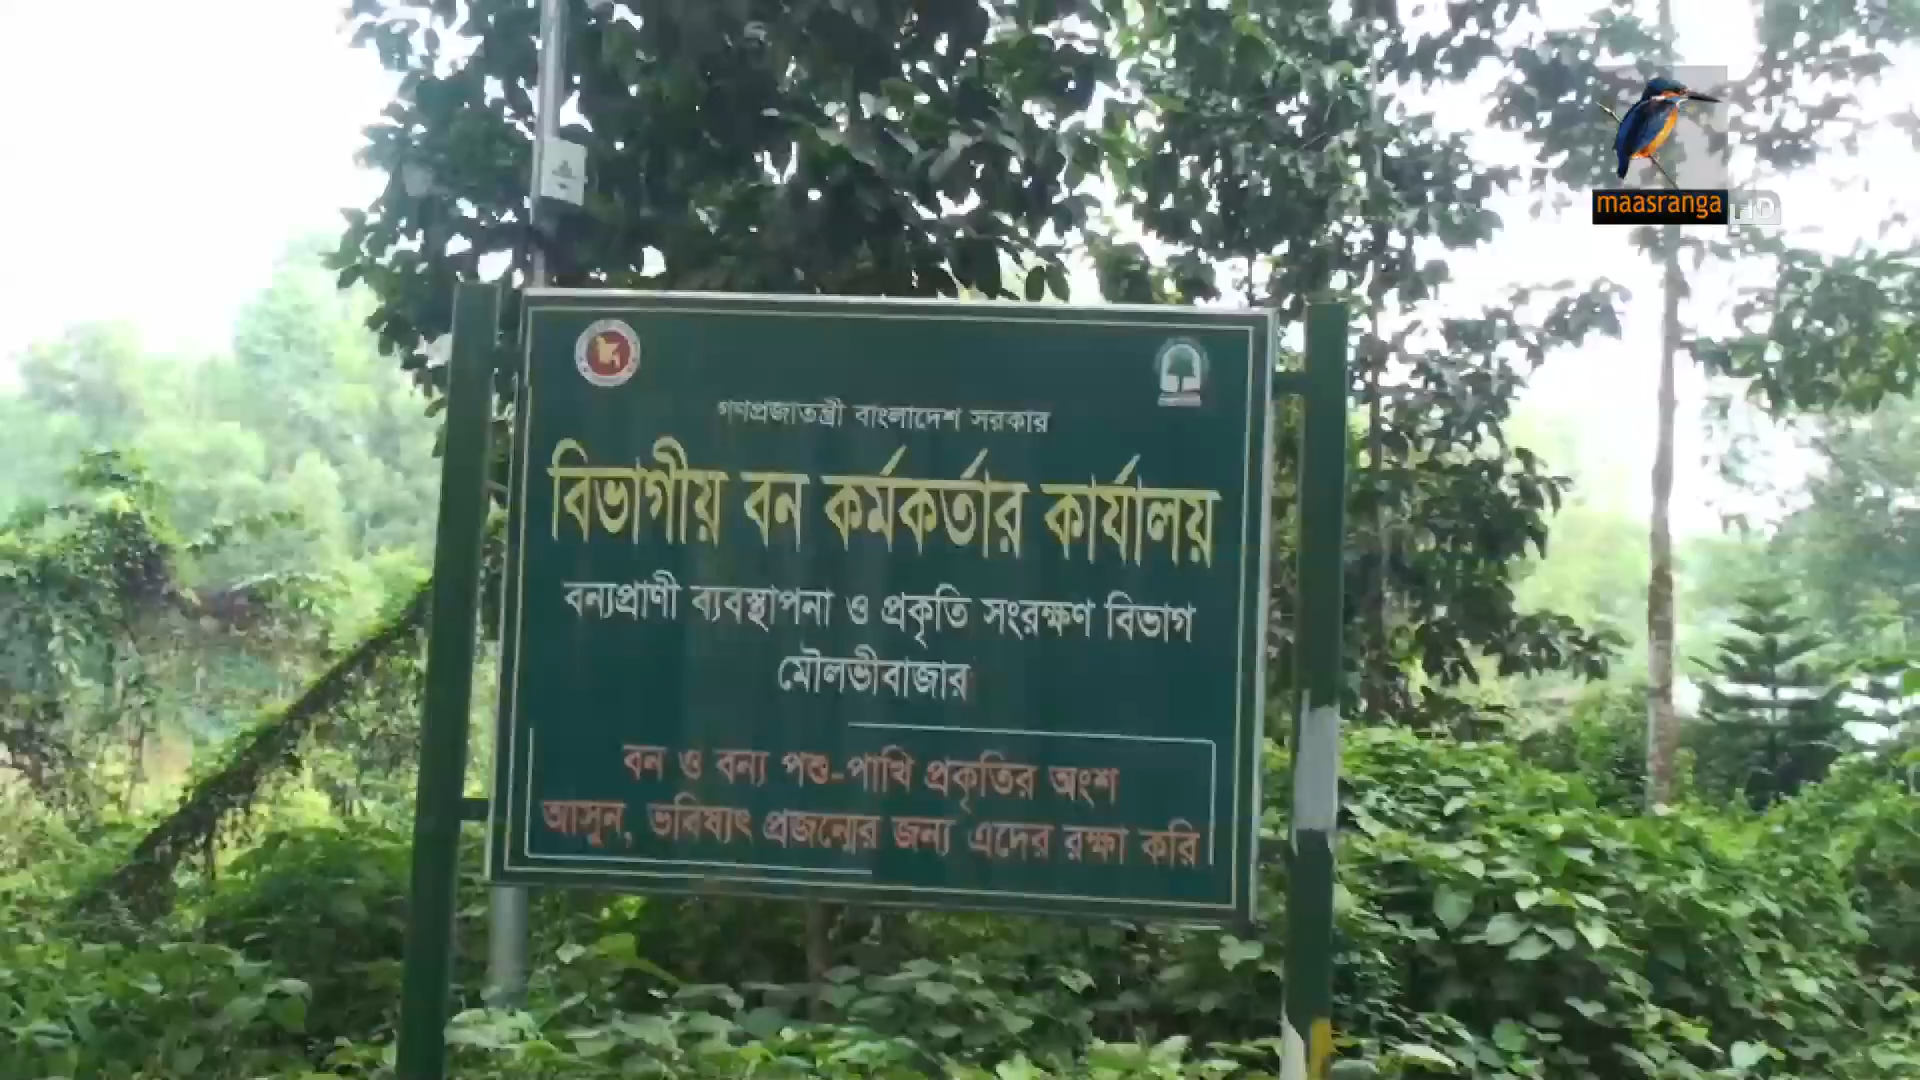 maasranga HD
গণপ্রজাতন্ত্রী বাংলাদেশ সরকার
বিভাগীয় বন কর্মকর্তার কার্যালয়
বন্যপ্রাণী ব্যবস্থাপনা ও প্রকৃতি সংরক্ষণ বিভাগ
মৌলভীবাজার
বন ও বন্য পশু-পাখি প্রকৃতির অংশ
আসুন, ভবিষ্যৎ প্রজন্মের জন্য এদের রক্ষা করি